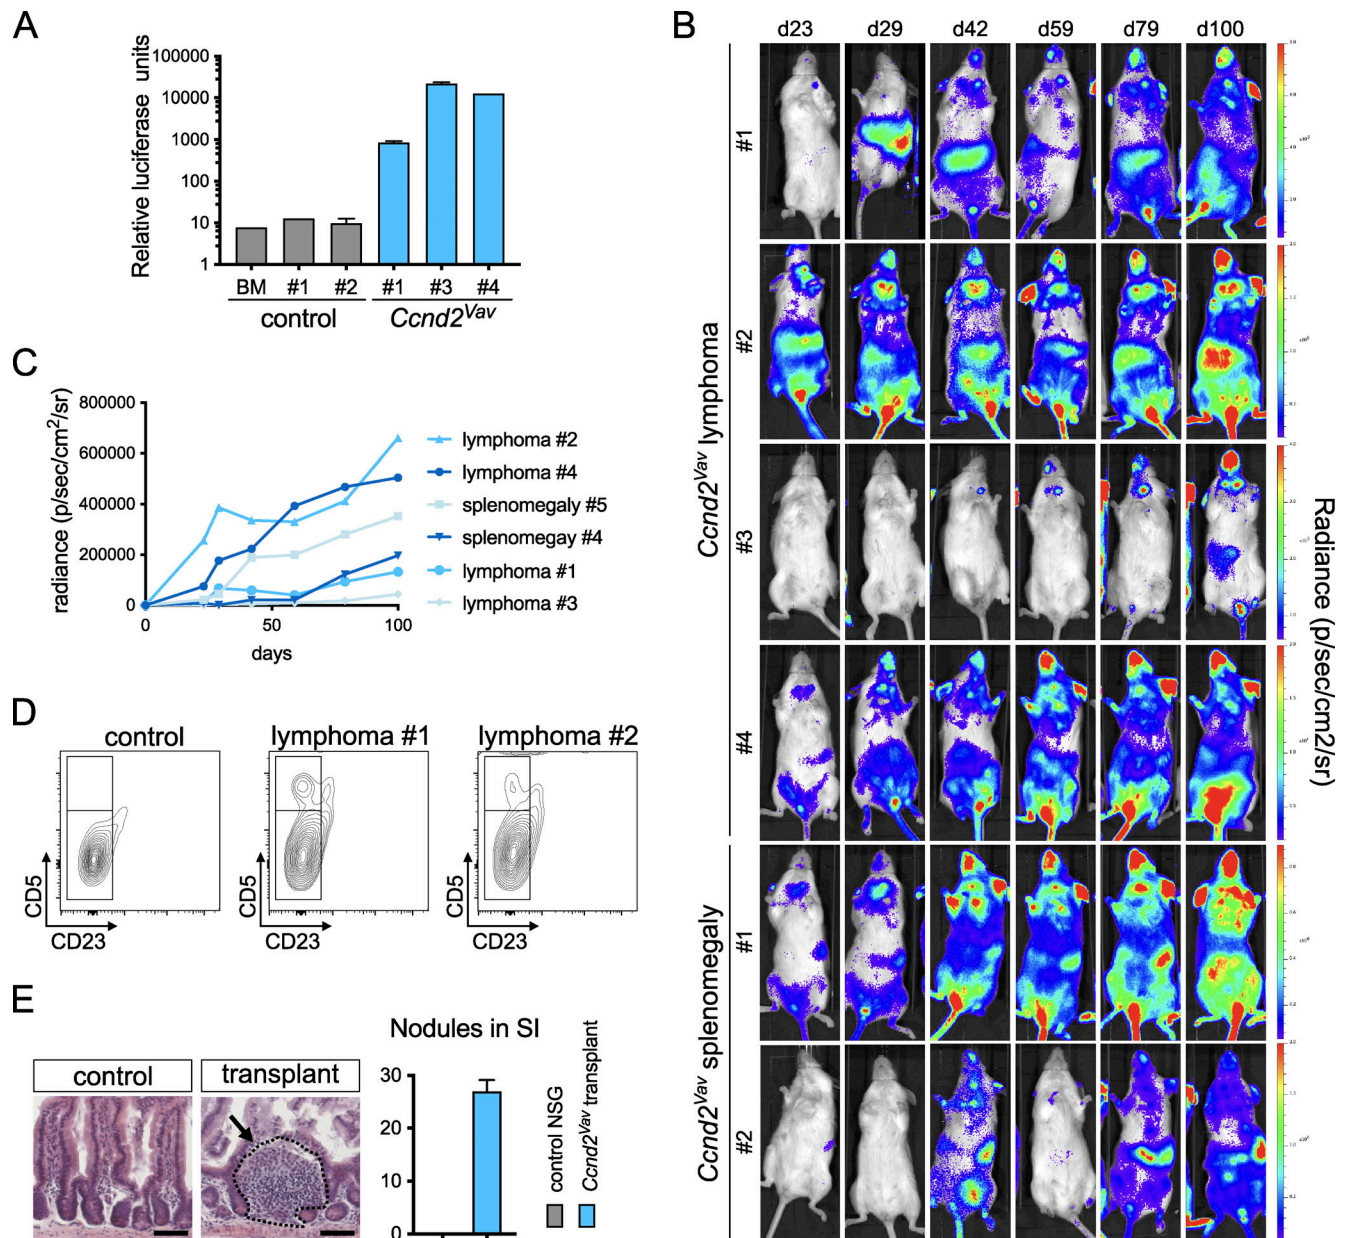 A
Relative luciferase units
100000
10000
1000
100
10
1
BM #1 #2 #1 #3 #4
control Ccnd2Vav
B
d23 d29 d42 d59 d79 d100
Ccnd2Vav lymphoma
#1
#2
#3
#4
Ccnd2Vav splenomegaly
#1
#2
Radiance (p/sec/cm2/sr)
C
radiance (p/sec/cm2/sr)
800000
600000
400000
200000
0
0 50 100
days
lymphoma #2
lymphoma #4
splenomegaly #5
splenomegay #4
lymphoma #1
lymphoma #3
D
control lymphoma #1 lymphoma #2
CD5 CD5 CD5
CD23 CD23 CD23
E
control transplant
Nodules in SI
30
20
10
0
control NSG
Ccnd2Vav transplant